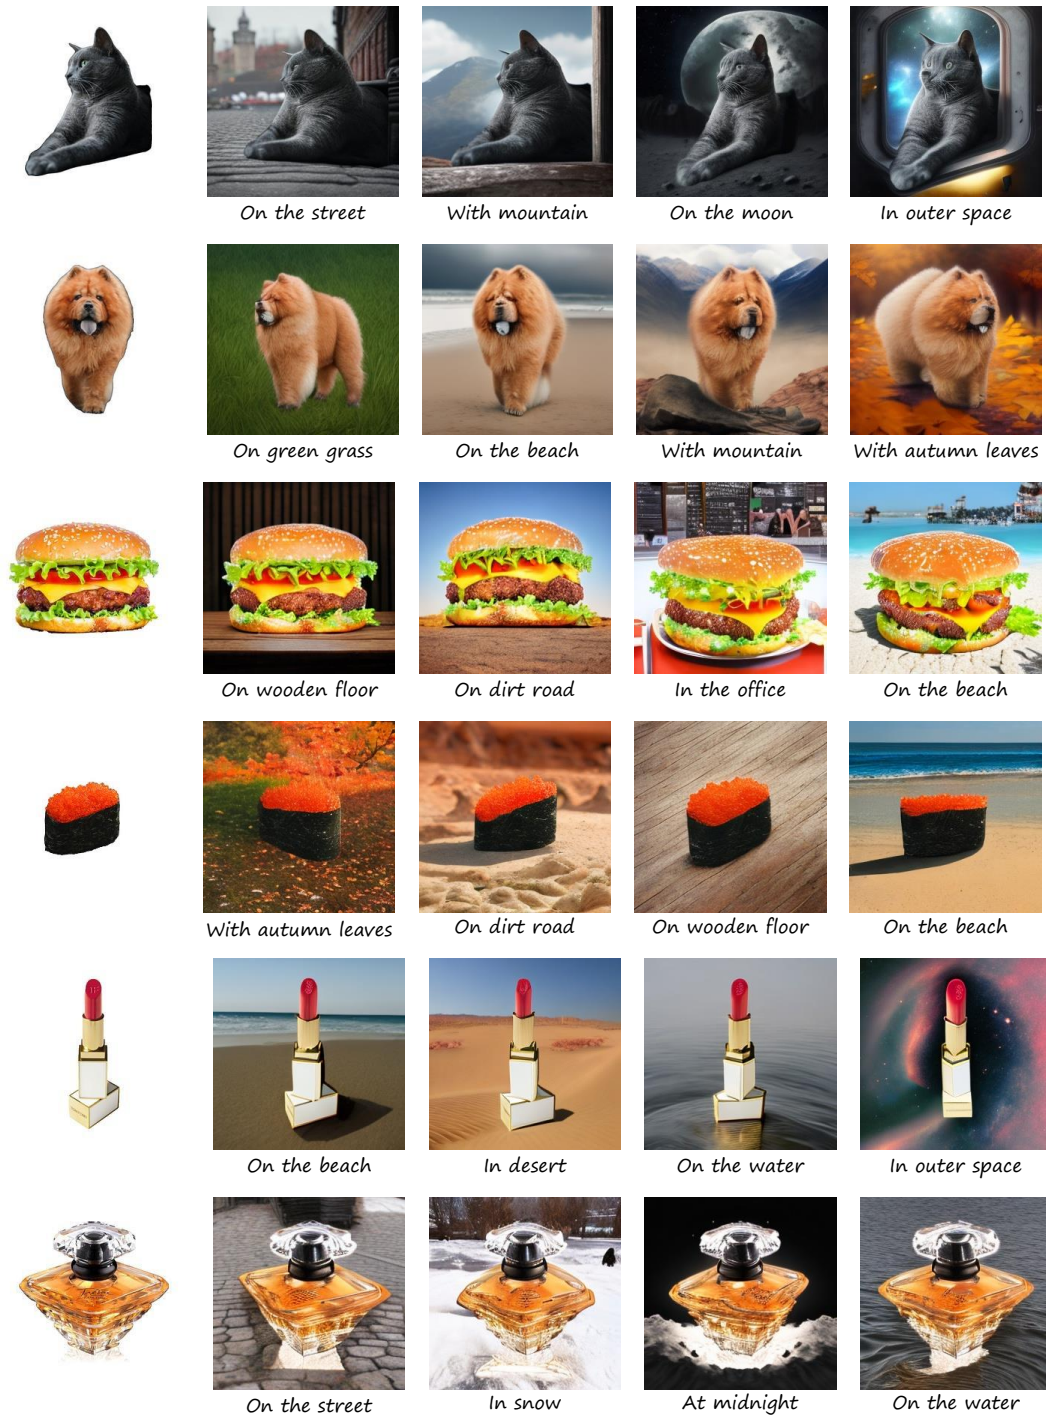 On the street
With mountain
On the moon
In outer space
On green grass
On the beach
With mountain
With autumn leaves
On wooden floor
On dirt road
In the office
On the beach
With autumn leaves
On dirt road
On wooden floor
On the beach
On the beach
In desert
On the water
In outer space
On the street
In snow
At midnight
On the water